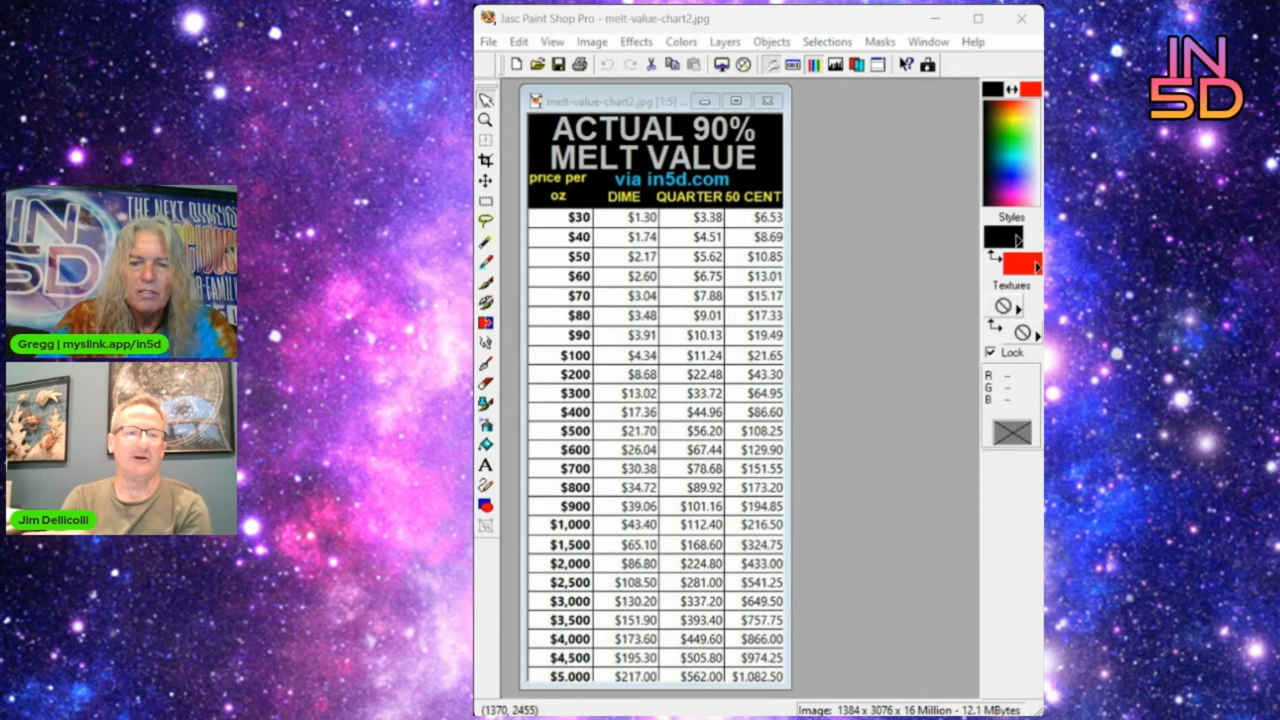 Jasc Paint Shop Pro - melt-value-chart2.jpg
File Edit View Image Effects Colors Layers Objects Selections Masks Window Help
IN
5D
melt-value-chart2.jpg [1:5] ...
ACTUAL 90%
MELT VALUE
price per via in5d.com
oz DIME QUARTER 50 CENT
$30 $1.30 $3.38 $6.53
$40 $1.74 $4.51 $8.69
$50 $2.17 $5.62 $10.85
$60 $2.60 $6.75 $13.01
$70 $3.04 $7.88 $15.17
$80 $3.48 $9.01 $17.33
$90 $3.91 $10.13 $19.49
$100 $4.34 $11.24 $21.65
$200 $8.68 $22.48 $43.30
$300 $13.02 $33.72 $64.95
$400 $17.36 $44.96 $86.60
$500 $21.70 $56.20 $108.25
$600 $26.04 $67.44 $129.90
$700 $30.38 $78.68 $151.55
$800 $34.72 $89.92 $173.20
$900 $39.06 $101.16 $194.85
$1,000 $43.40 $112.40 $216.50
$1,500 $65.10 $168.60 $324.75
$2,000 $86.80 $224.80 $433.00
$2,500 $108.50 $281.00 $541.25
$3,000 $130.20 $337.20 $649.50
$3,500 $151.90 $393.40 $757.75
$4,000 $173.60 $449.60 $866.00
$4,500 $195.30 $505.80 $974.25
$5,000 $217.00 $562.00 $1,082.50
Styles
Textures
Lock
R --
G --
B --
(1370, 2455)
Image: 1384 x 3076 x 16 Million - 12.1 MBytes
IN
5D
THE NEXT DIMENS
Gregg | myslink.app/in5d
Jim Dellicolli